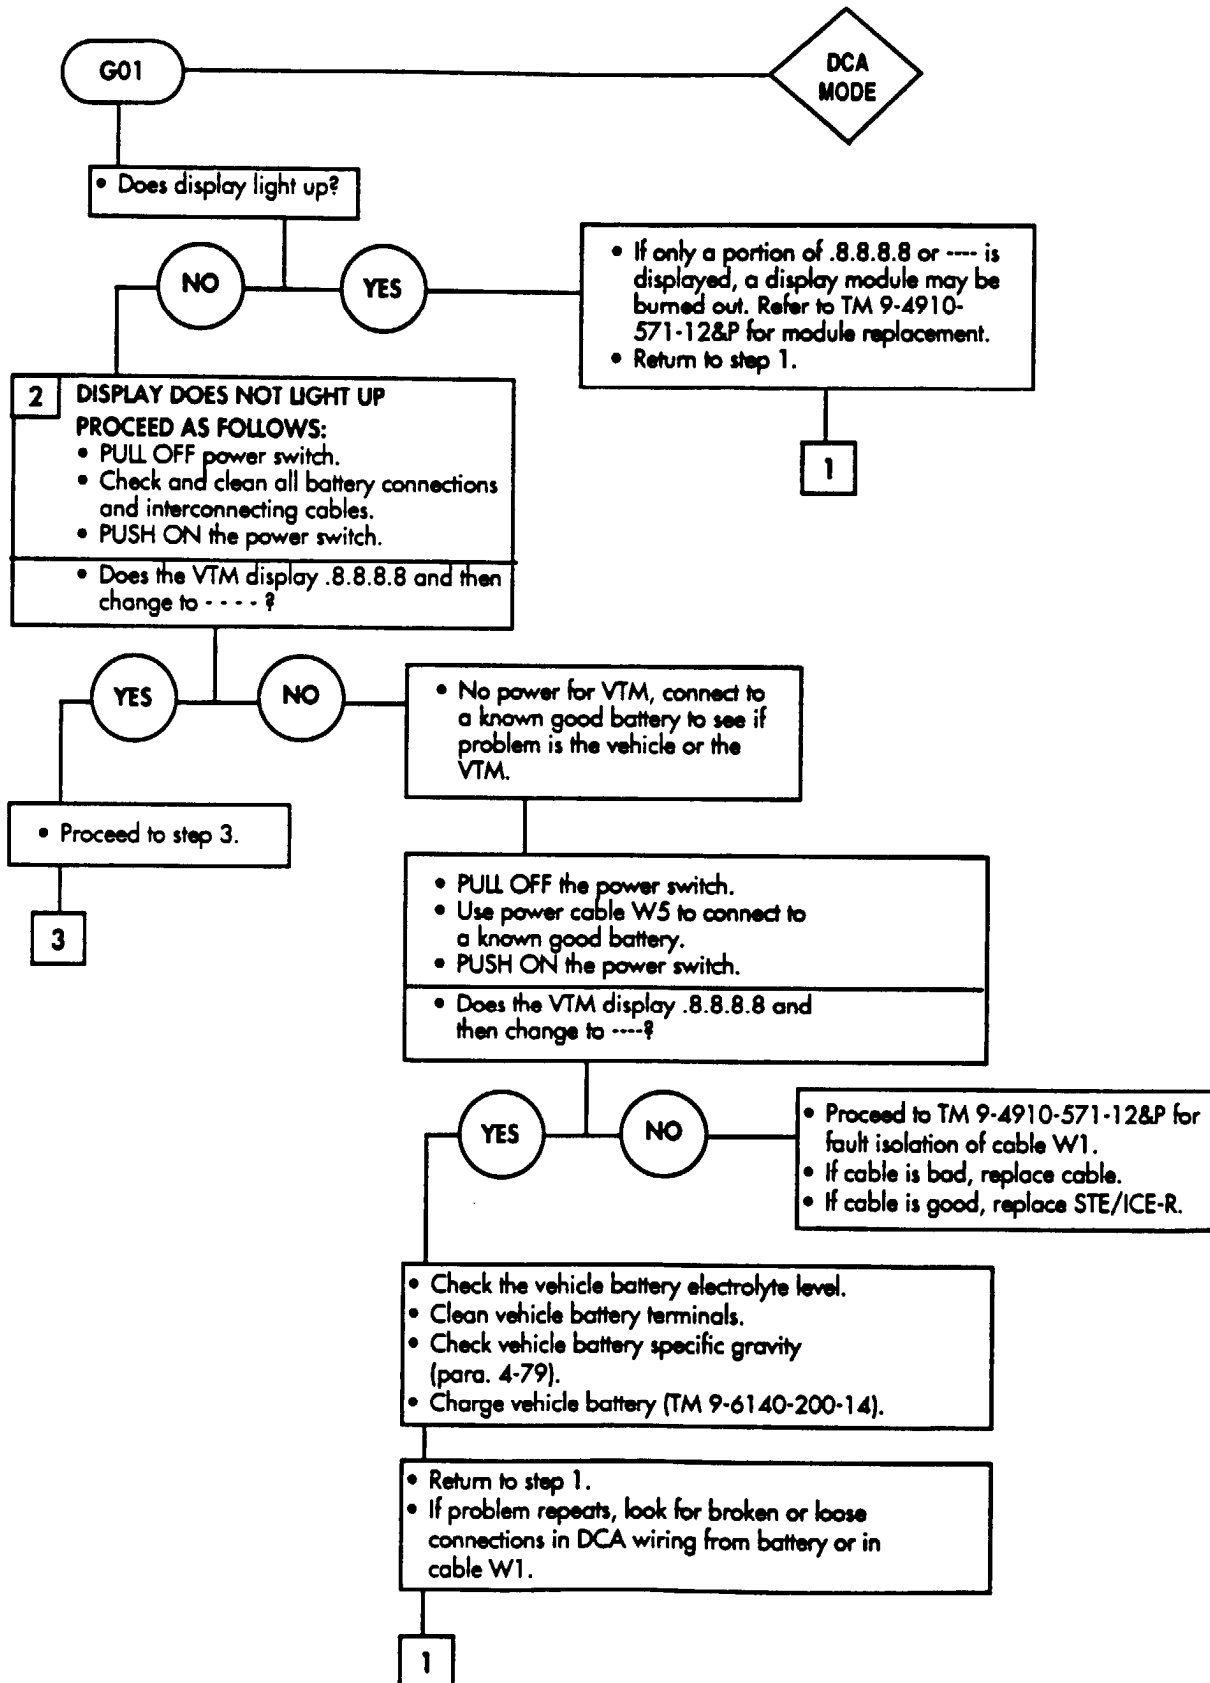 G01
DCA
MODE
• Does display light up?
NO
YES
• If only a portion of .8.8.8.8 or ---- is
displayed, a display module may be
burned out. Refer to TM 9-4910-
571-12&P for module replacement.
• Return to step 1.
1
2 DISPLAY DOES NOT LIGHT UP
PROCEED AS FOLLOWS:
• PULL OFF power switch.
• Check and clean all battery connections
and interconnecting cables.
• PUSH ON the power switch.
• Does the VTM display .8.8.8.8 and then
change to - - - - ?
YES
NO
• No power for VTM, connect to
a known good battery to see if
problem is the vehicle or the
VTM.
• Proceed to step 3.
3
• PULL OFF the power switch.
• Use power cable W5 to connect to
a known good battery.
• PUSH ON the power switch.
• Does the VTM display .8.8.8.8 and
then change to ----?
YES
NO
• Proceed to TM 9-4910-571-12&P for
fault isolation of cable W1.
• If cable is bad, replace cable.
• If cable is good, replace STE/ICE-R.
• Check the vehicle battery electrolyte level.
• Clean vehicle battery terminals.
• Check vehicle battery specific gravity
(para. 4-79).
• Charge vehicle battery (TM 9-6140-200-14).
• Return to step 1.
• If problem repeats, look for broken or loose
connections in DCA wiring from battery or in
cable W1.
1